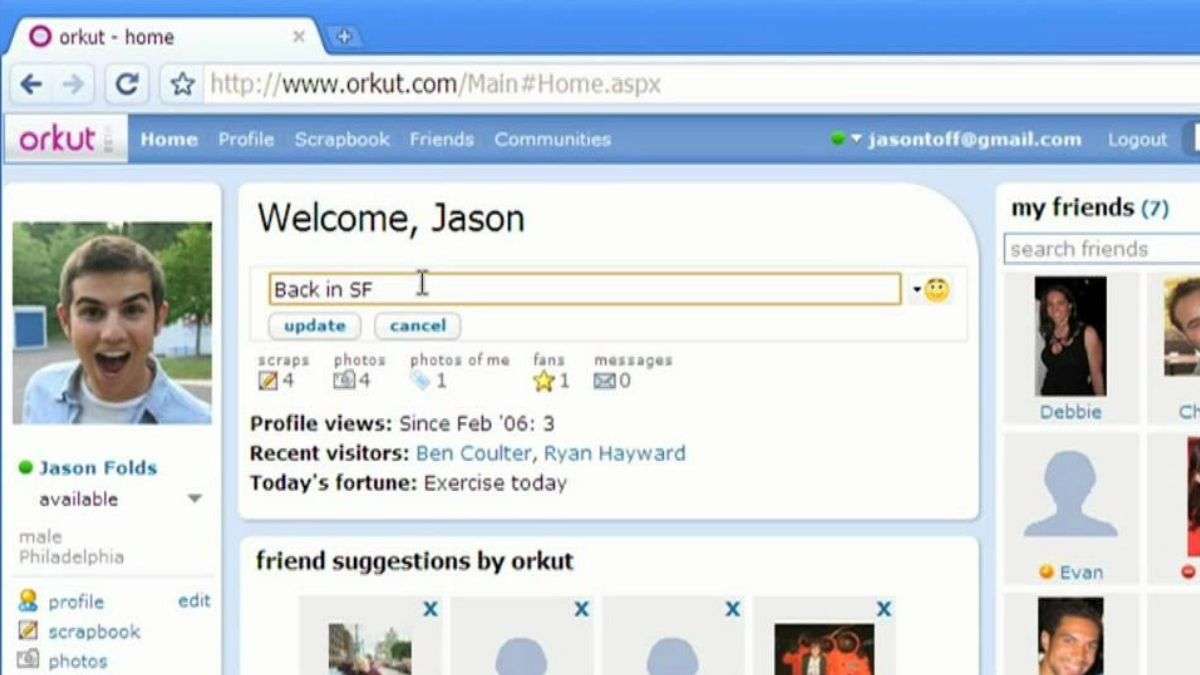 orkut - home
http://www.orkut.com/Main#Home.aspx
orkut
Home Profile Scrapbook Friends Communities
jasontoff@gmail.com Logout
Welcome, Jason
Back in SF
update cancel
scraps photos photos of me fans messages
4 4 1 1 0
Profile views: Since Feb '06: 3
Recent visitors: Ben Coulter, Ryan Hayward
Today's fortune: Exercise today
Jason Folds
available
male
Philadelphia
profile edit
scrapbook
photos
friend suggestions by orkut
X X X X
my friends (7)
search friends
Debbie Ch
Evan